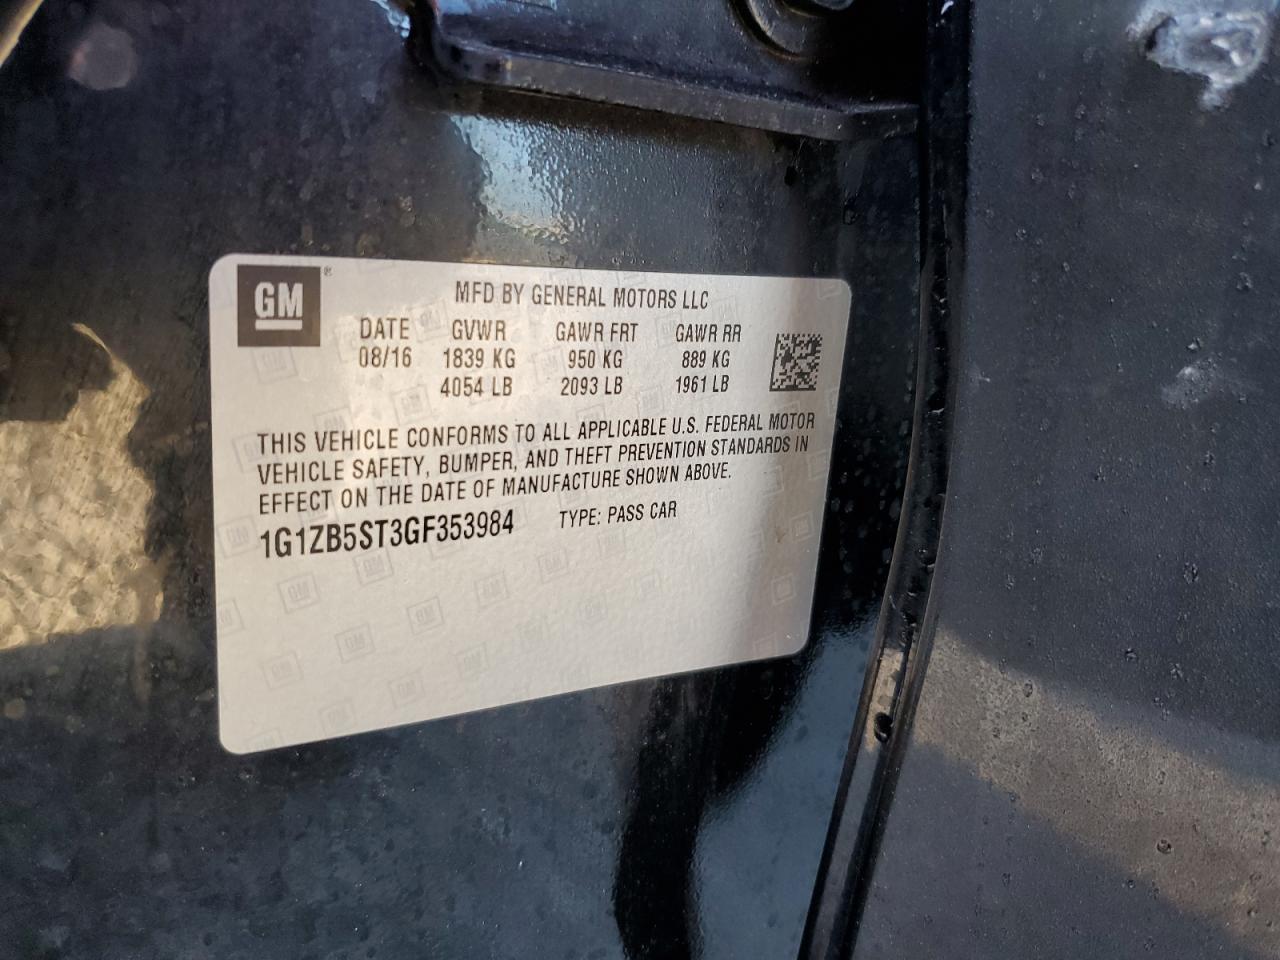 GM®
MFD BY GENERAL MOTORS LLC
DATE GVWR GAWR FRT GAWR RR
08/16 1839 KG 950 KG 889 KG
4054 LB 2093 LB 1961 LB
THIS VEHICLE CONFORMS TO ALL APPLICABLE U.S. FEDERAL MOTOR
VEHICLE SAFETY, BUMPER, AND THEFT PREVENTION STANDARDS IN
EFFECT ON THE DATE OF MANUFACTURE SHOWN ABOVE.
1G1ZB5ST3GF353984 TYPE: PASS CAR